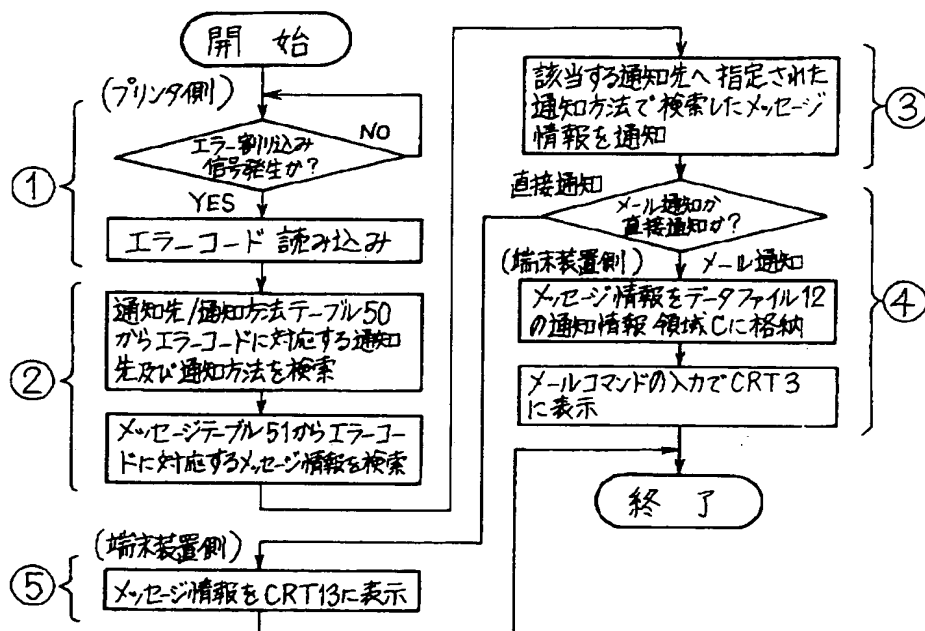 開始
(プリンタ側)
エラー割り込み
信号発生か?
NO
YES
①
エラーコード 読み込み
通知先/通知方法テーブル50
からエラーコードに対応する通知
先及び通知方法を検索
②
メッセージテーブル51からエラーコー
ドに対応するメッセージ情報を検索
該当する通知先へ指定された
通知方法で検索したメッセージ
情報を通知
③
直接通知
メール通知か
直接通知か?
(端末装置側)
メール通知
メッセージ情報をデータファイル12
の通知情報領域Cに格納
④
メールコマンドの入力でCRT3
に表示
終了
(端末装置側)
⑤
メッセージ情報をCRT13に表示